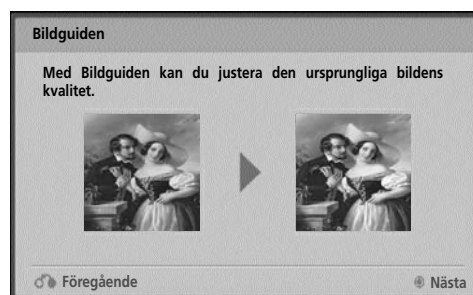 Bildguiden
Med Bildguiden kan du justera den ursprungliga bildens
kvalitet.
Föregående
Nästa